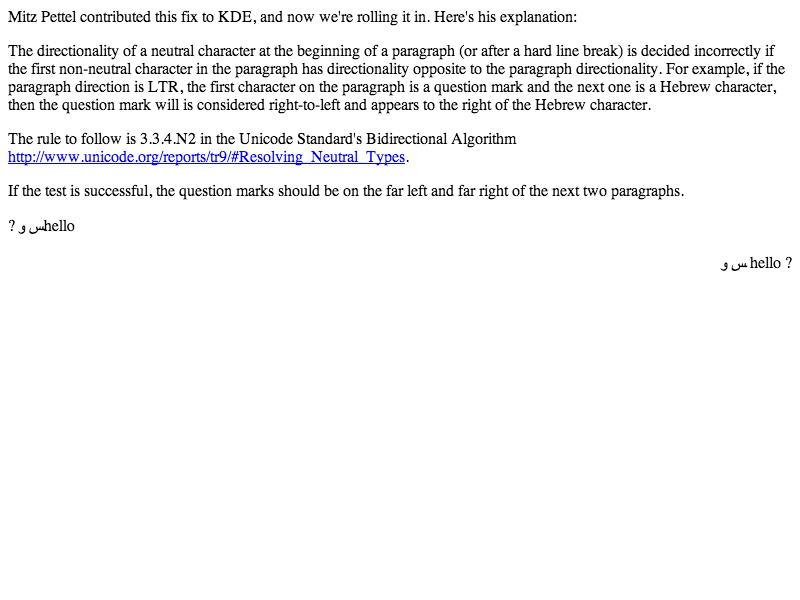 Mitz Pettel contributed this fix to KDE, and now we're rolling it in. Here's his explanation:
The directionality of a neutral character at the beginning of a paragraph (or after a hard line break) is decided incorrectly if
the first non-neutral character in the paragraph has directionality opposite to the paragraph directionality. For example, if the
paragraph direction is LTR, the first character on the paragraph is a question mark and the next one is a Hebrew character,
then the question mark will is considered right-to-left and appears to the right of the Hebrew character.
The rule to follow is 3.3.4.N2 in the Unicode Standard's Bidirectional Algorithm
http://www.unicode.org/reports/tr9/#Resolving_Neutral_Types.
If the test is successful, the question marks should be on the far left and far right of the next two paragraphs.
? س و hello
? hello س و